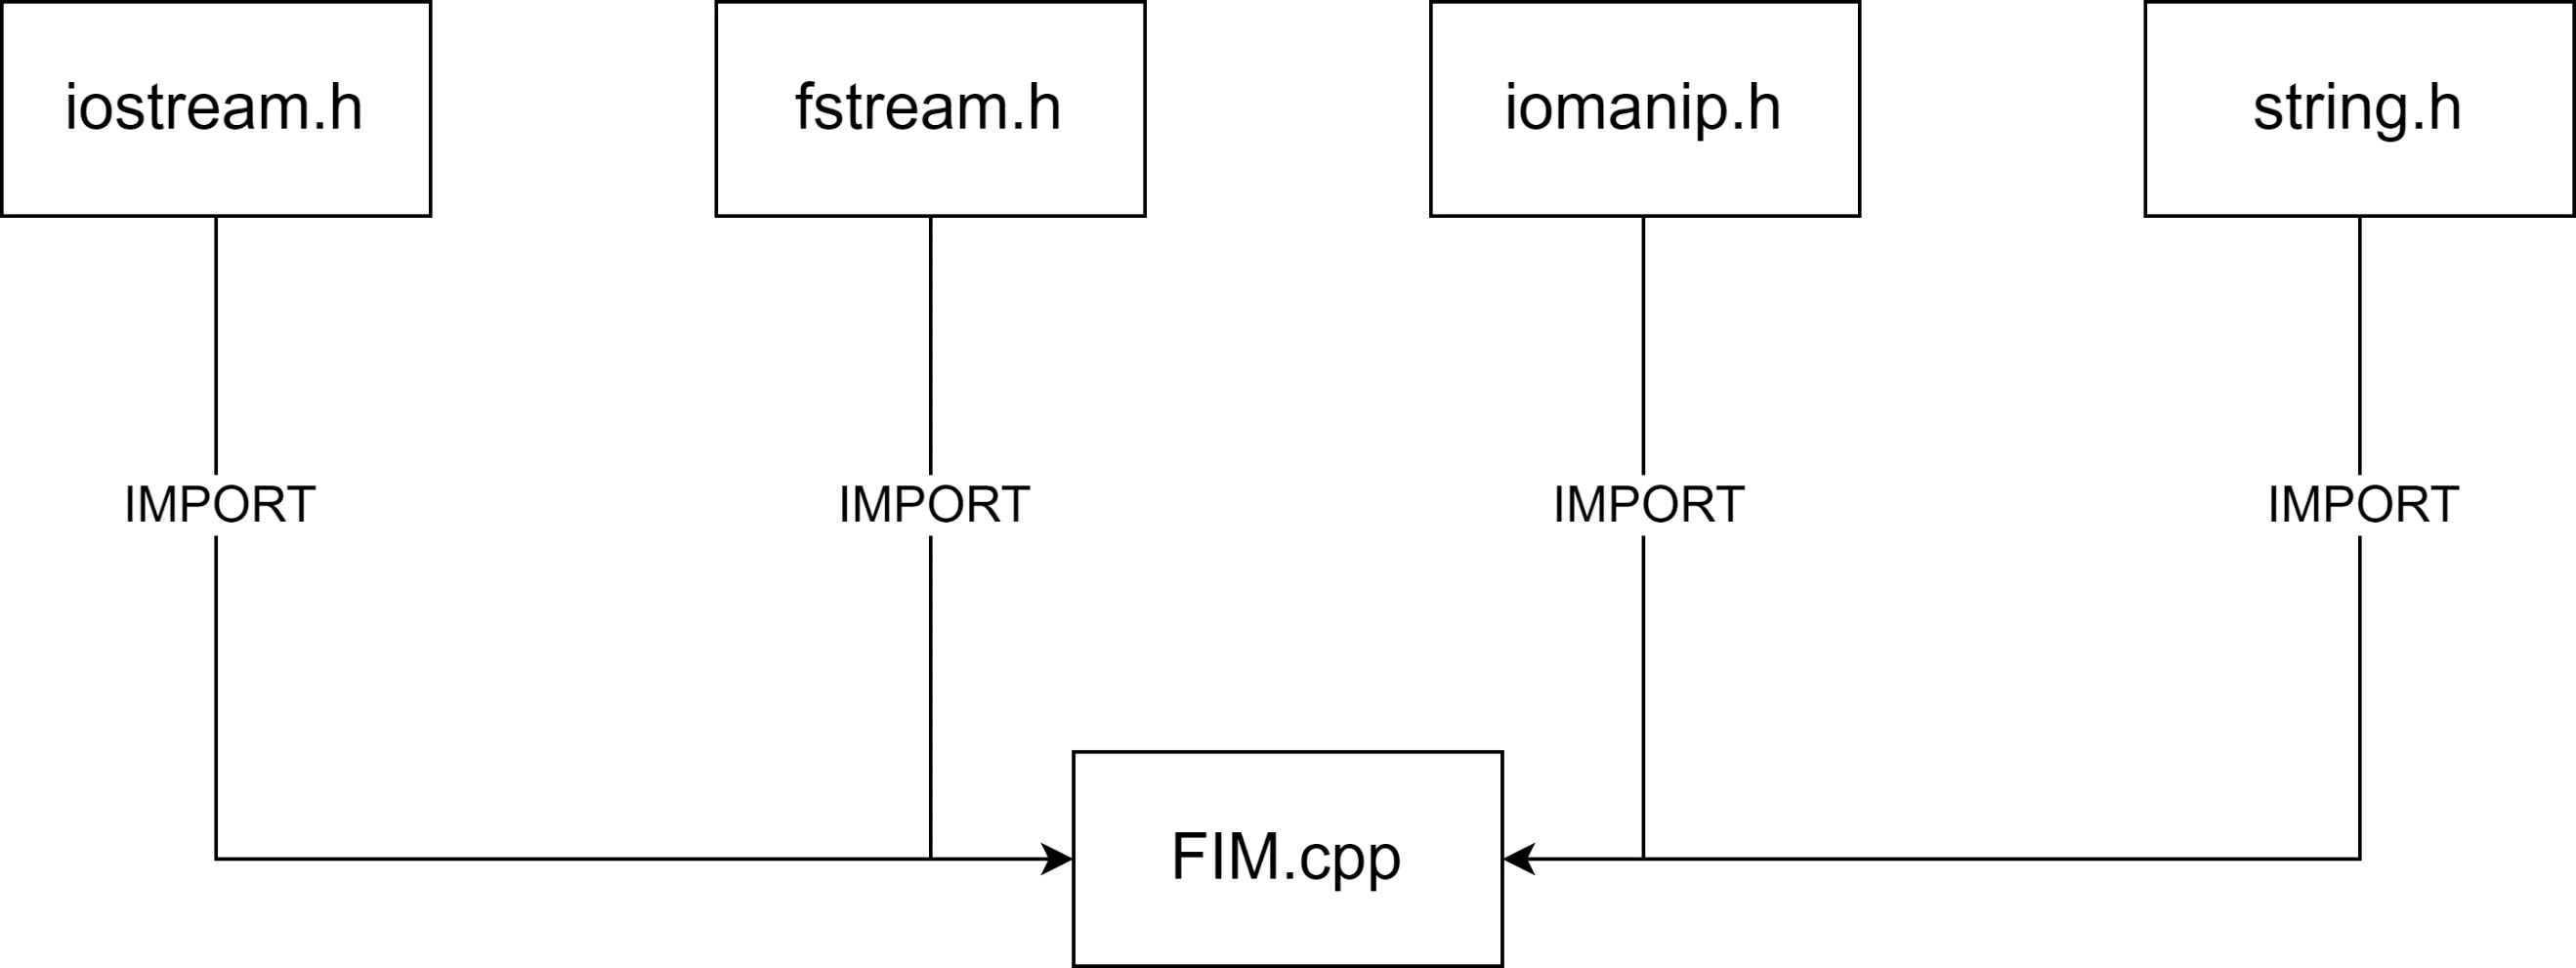 iostream.h
fstream.h
iomanip.h
string.h
IMPORT
IMPORT
IMPORT
IMPORT
FIM.cpp